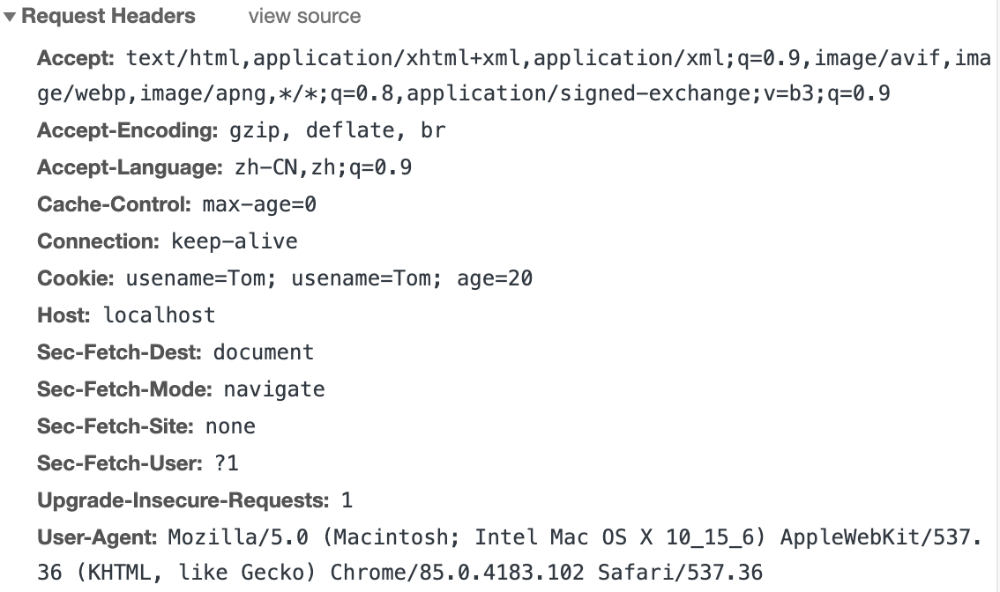 ▼ Request Headers view source
Accept: text/html,application/xhtml+xml,application/xml;q=0.9,image/avif,ima
ge/webp,image/apng,*/*;q=0.8,application/signed-exchange;v=b3;q=0.9
Accept-Encoding: gzip, deflate, br
Accept-Language: zh-CN,zh;q=0.9
Cache-Control: max-age=0
Connection: keep-alive
Cookie: usename=Tom; usename=Tom; age=20
Host: localhost
Sec-Fetch-Dest: document
Sec-Fetch-Mode: navigate
Sec-Fetch-Site: none
Sec-Fetch-User: ?1
Upgrade-Insecure-Requests: 1
User-Agent: Mozilla/5.0 (Macintosh; Intel Mac OS X 10_15_6) AppleWebKit/537.
36 (KHTML, like Gecko) Chrome/85.0.4183.102 Safari/537.36